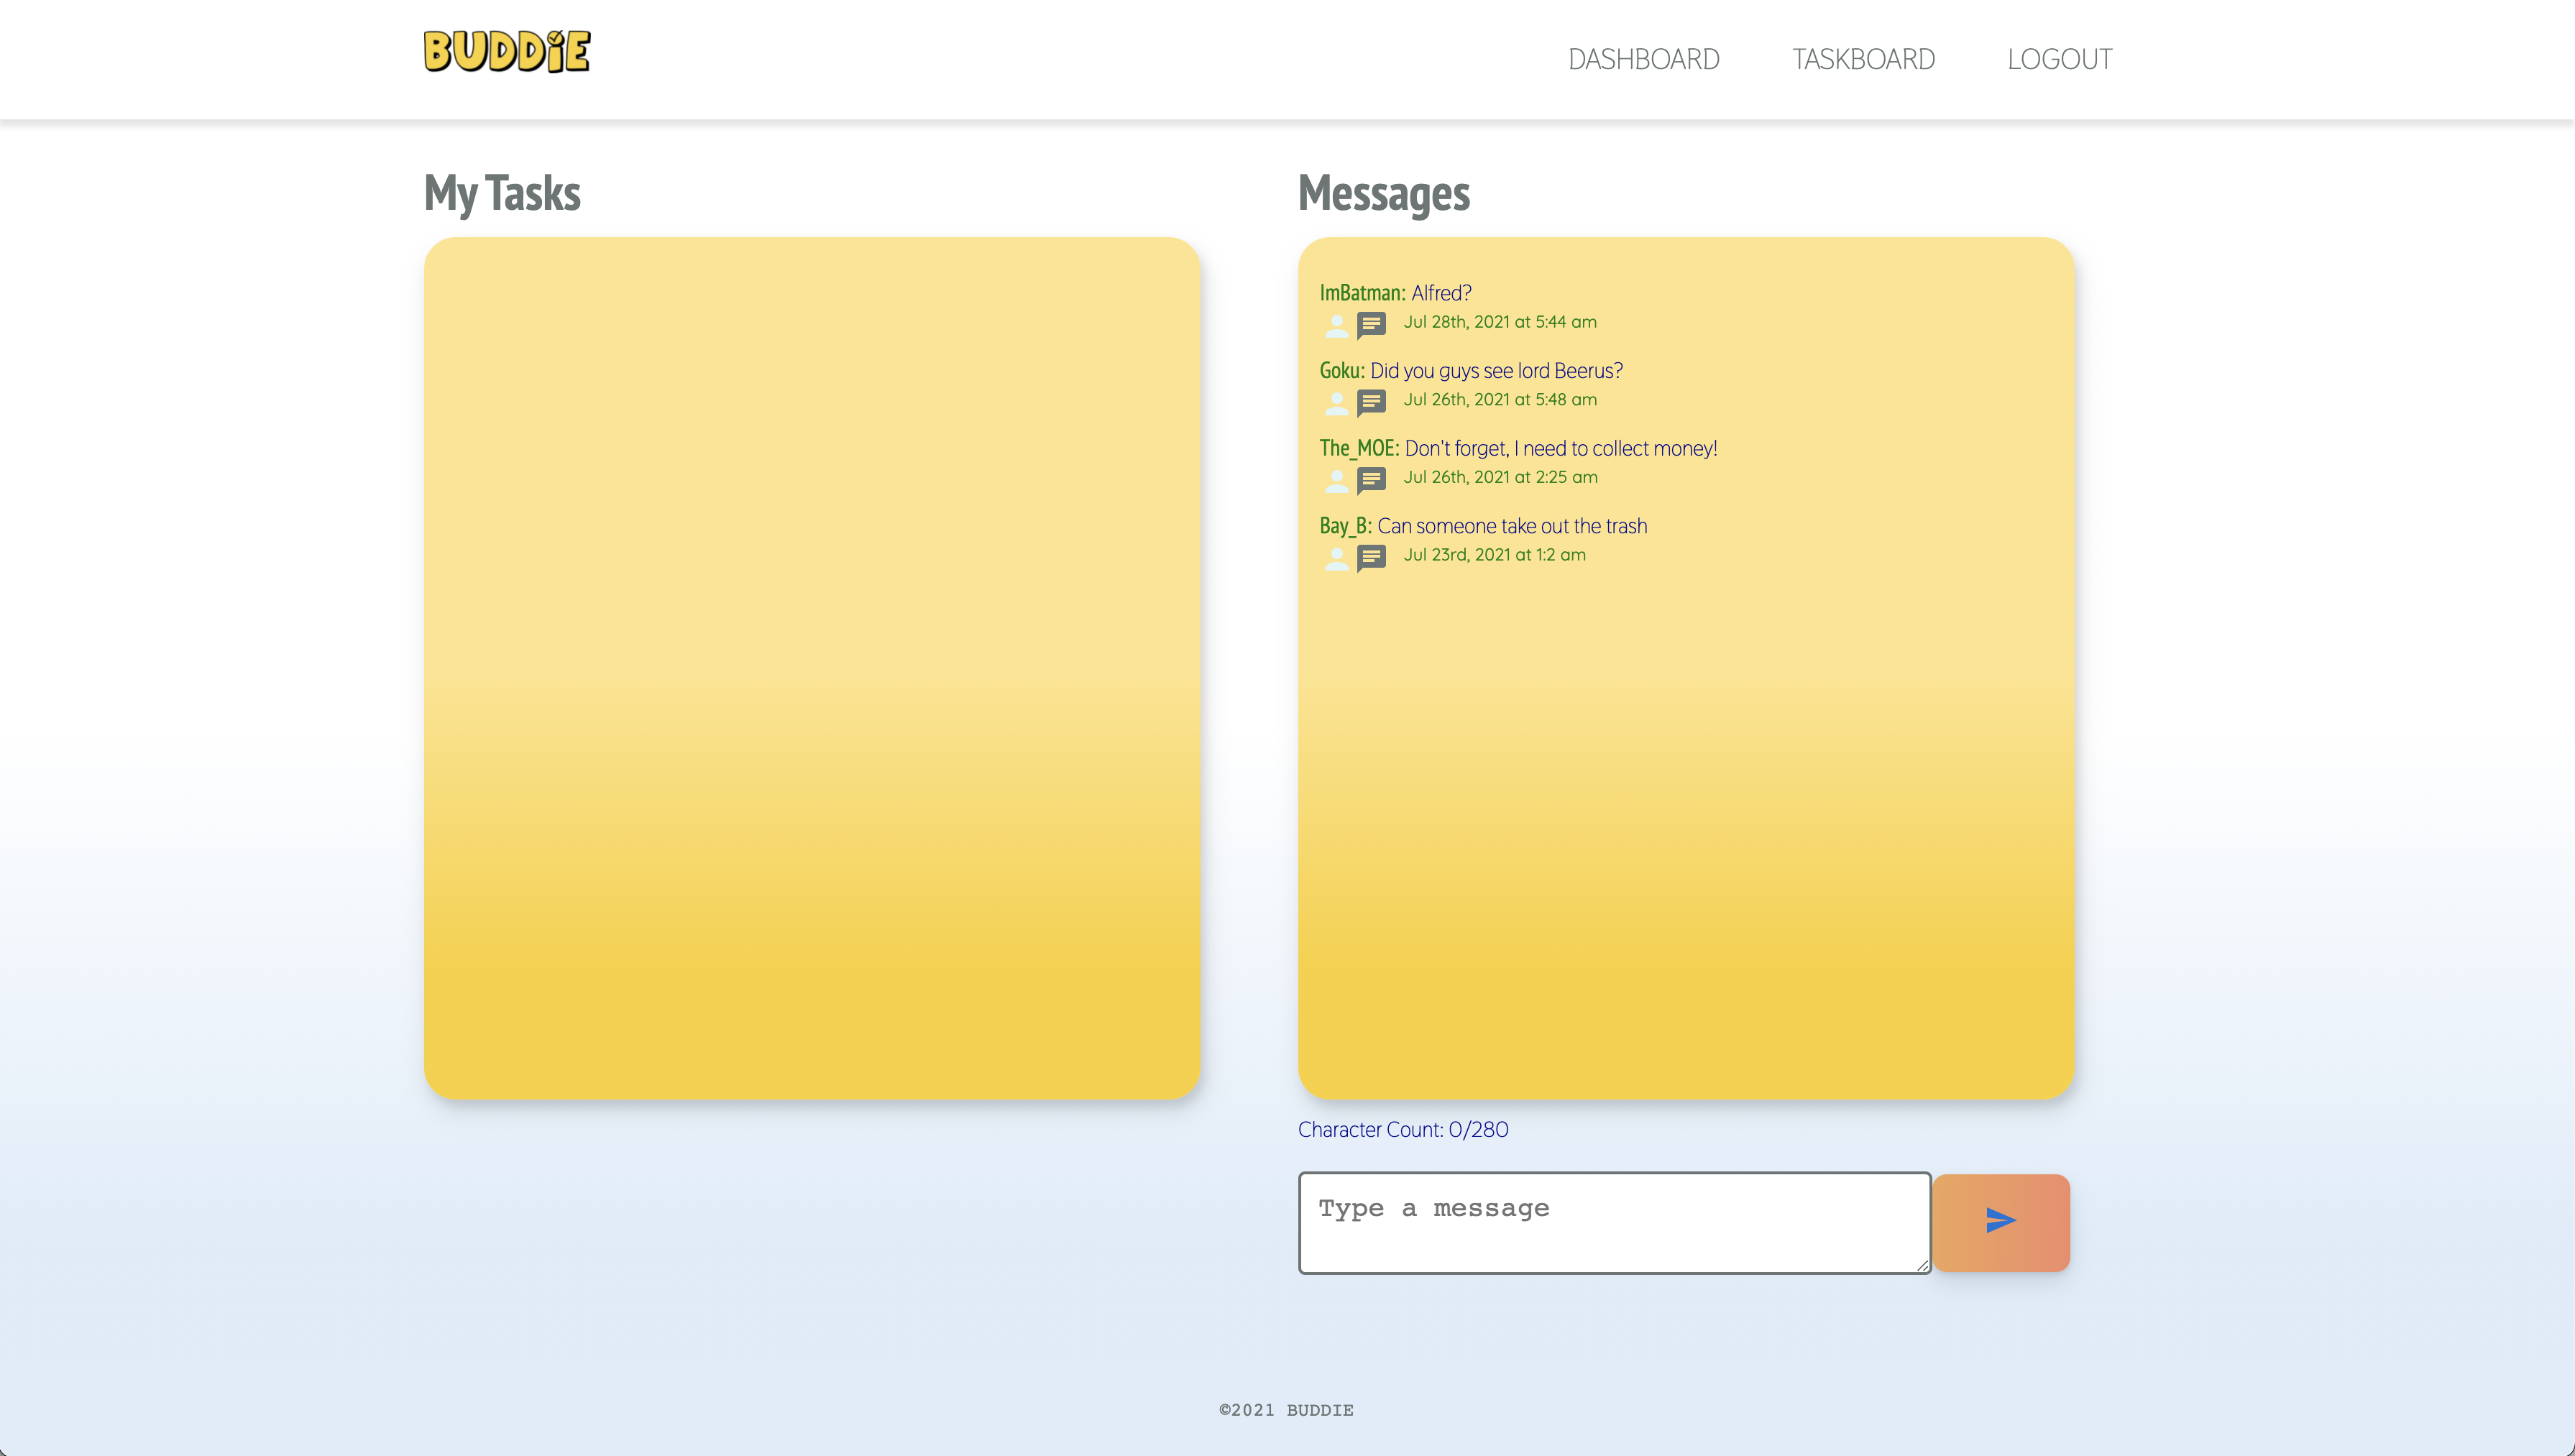 BUDDiE
DASHBOARD TASKBOARD LOGOUT
My Tasks
Messages
ImBatman: Alfred?
Jul 28th, 2021 at 5:44 am
Goku: Did you guys see lord Beerus?
Jul 26th, 2021 at 5:48 am
The_MOE: Don't forget, I need to collect money!
Jul 26th, 2021 at 2:25 am
Bay_B: Can someone take out the trash
Jul 23rd, 2021 at 1:2 am
Character Count: 0/280
Type a message
©2021 BUDDIE